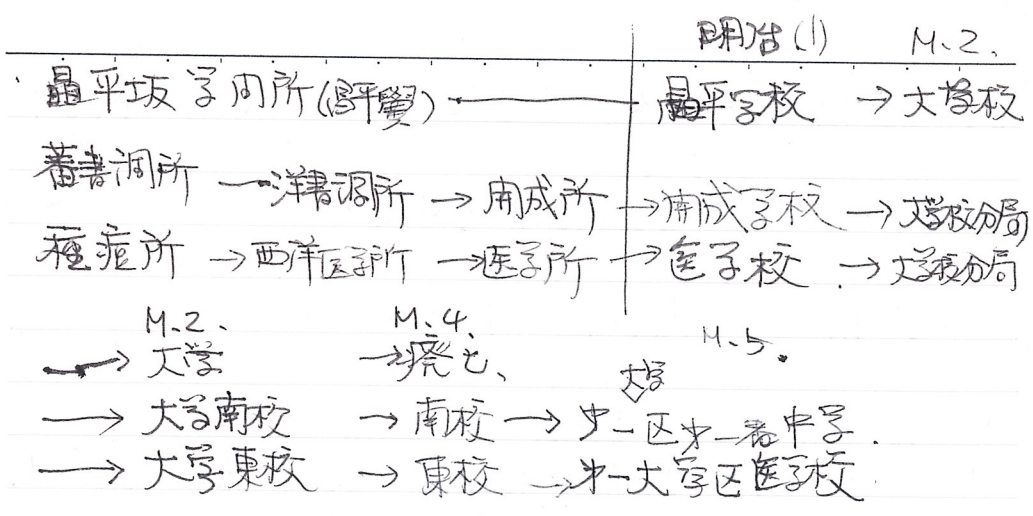 明治(1) M.2.
昌平坂学問所(昌平黌) 昌平学校 → 大学校
蕃書調所 → 洋書調所 → 開成所 → 開成学校 → 大学校分局
種痘所 → 西洋医学所 → 医学所 → 医学校 → 大学校分局
M.2. M.4. M.5.
→ 大学 → 廃止、
大学
→ 大学南校 → 南校 → 才一区才一番中学.
→ 大学東校 → 東校 → 才一大学区医学校